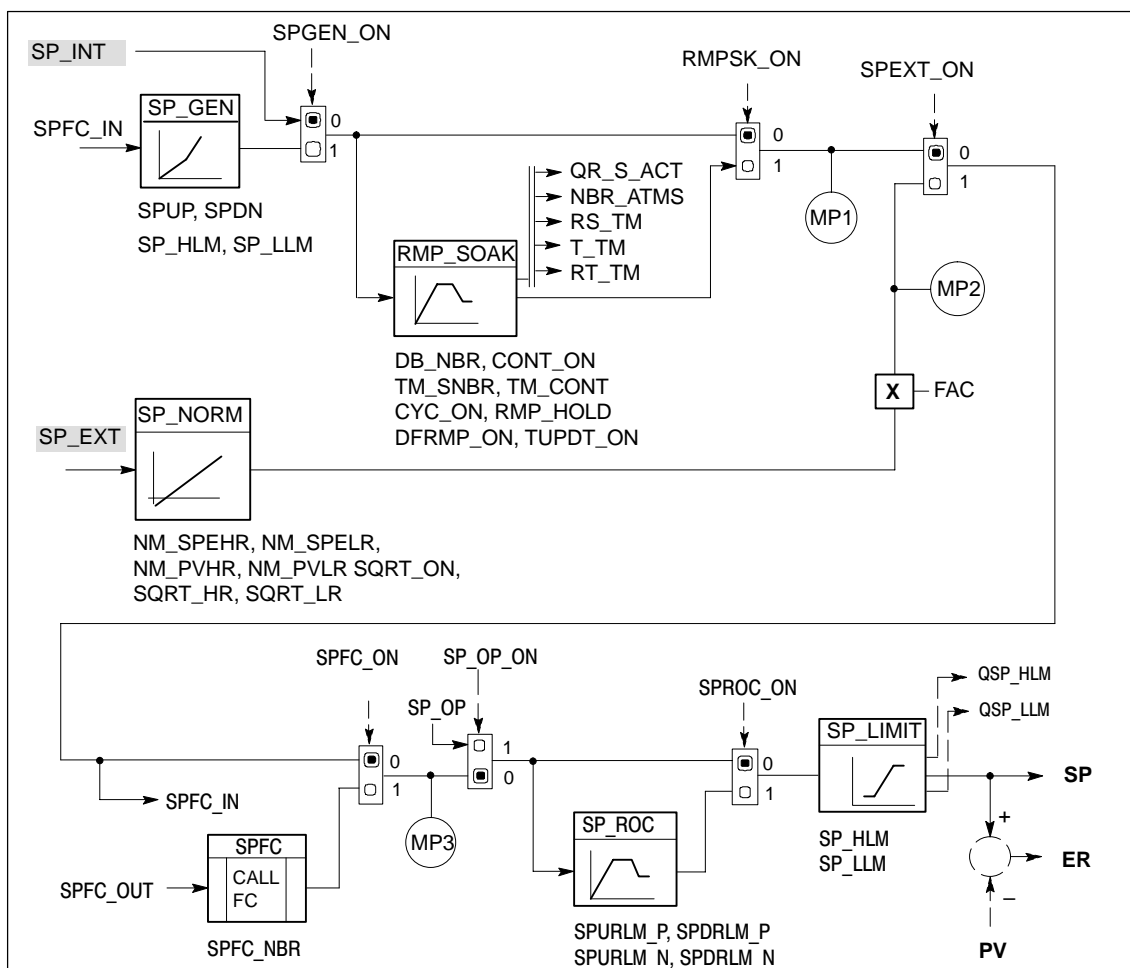 SPGEN_ON
SP_INT
RMPSK_ON
SPEXT_ON
SP_GEN
SPFC_IN
0
1
0
1
0
1
QR_S_ACT
NBR_ATMS
RS_TM
T_TM
RT_TM
MP1
SPUP, SPDN
SP_HLM, SP_LLM
RMP_SOAK
MP2
DB_NBR, CONT_ON
TM_SNBR, TM_CONT
CYC_ON, RMP_HOLD
DFRMP_ON, TUPDT_ON
X
FAC
SP_NORM
SP_EXT
NM_SPEHR, NM_SPELR,
NM_PVHR, NM_PVLR SQRT_ON,
SQRT_HR, SQRT_LR
SPFC_ON
SP_OP_ON
SP_OP
SPROC_ON
QSP_HLM
QSP_LLM
SP_LIMIT
0
1
1
0
0
1
SP
SPFC_IN
MP3
SP_ROC
SP_HLM
SP_LLM
+
ER
–
PV
SPFC
CALL
FC
SPFC_OUT
SPFC_NBR
SPURLM_P, SPDRLM_P
SPURLM_N, SPDRLM_N